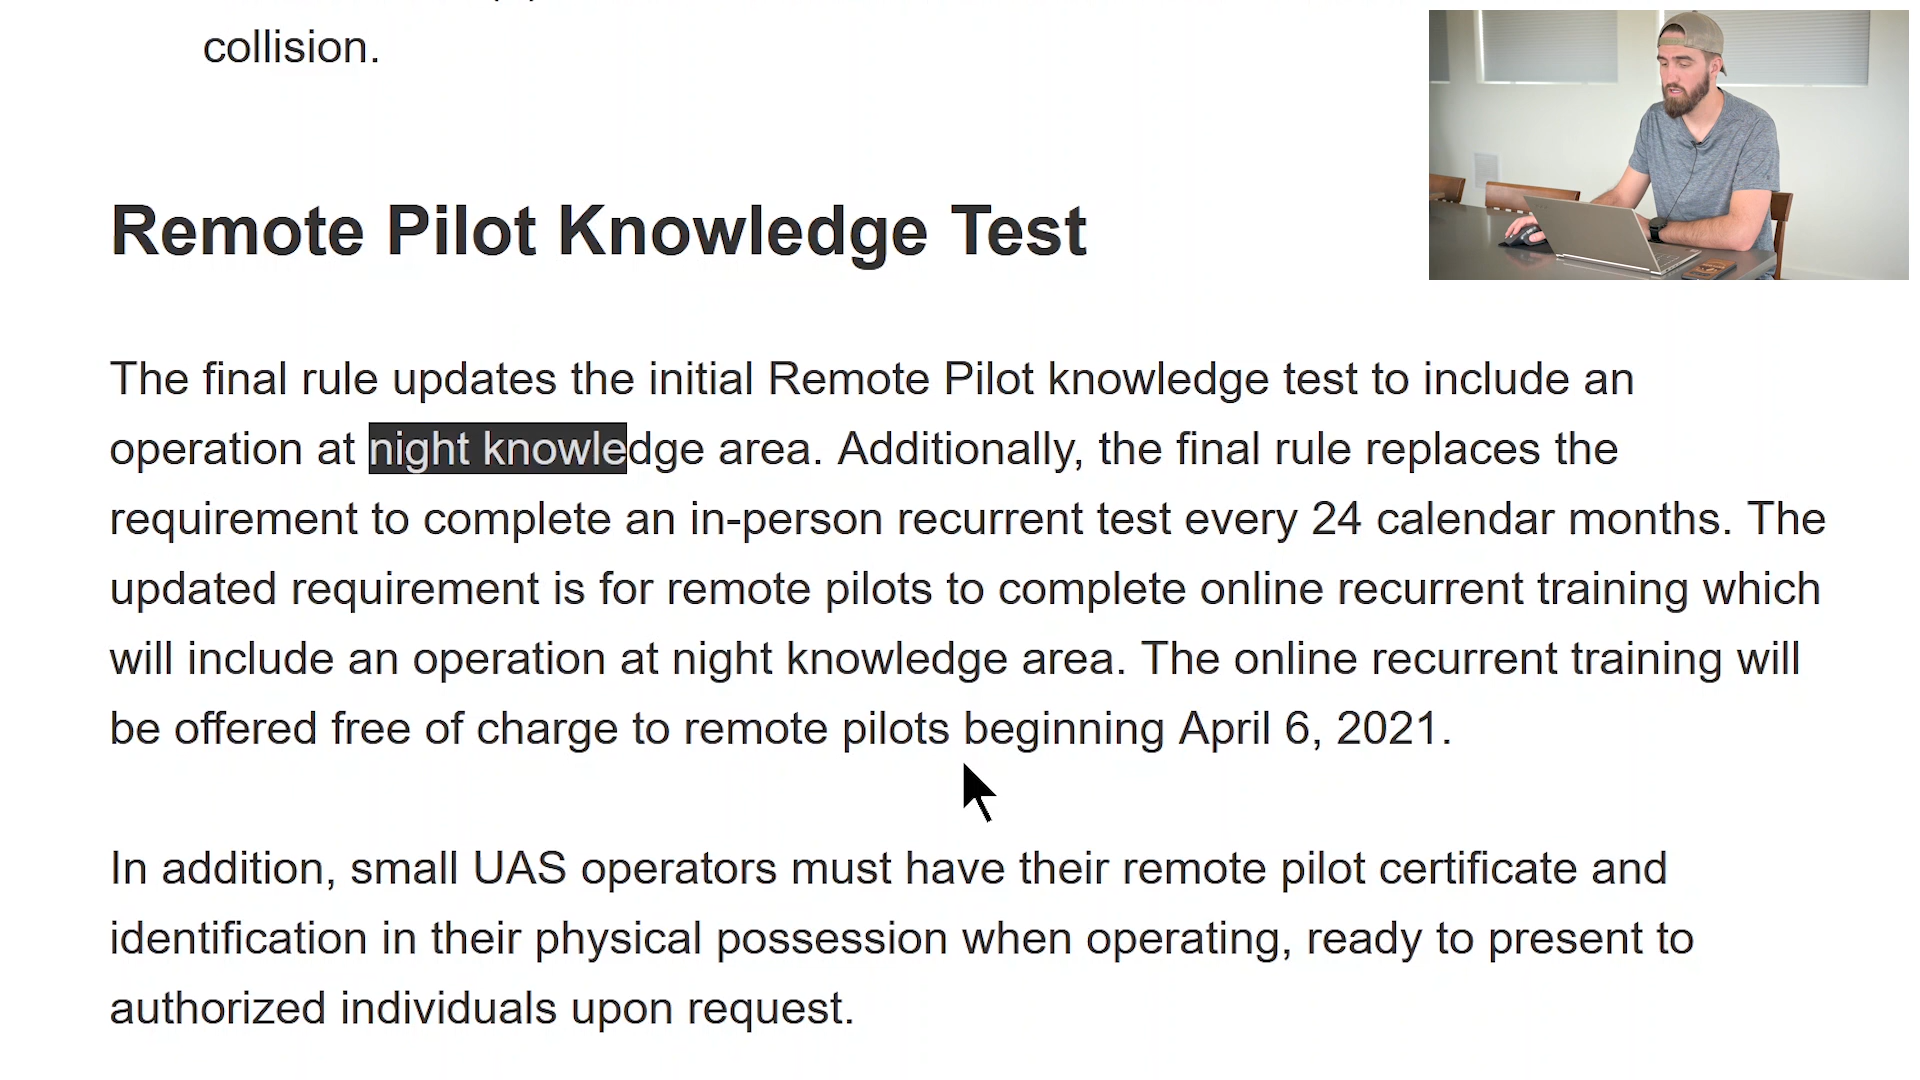 collision.
Remote Pilot Knowledge Test
The final rule updates the initial Remote Pilot knowledge test to include an
operation at night knowledge area. Additionally, the final rule replaces the
requirement to complete an in-person recurrent test every 24 calendar months. The
updated requirement is for remote pilots to complete online recurrent training which
will include an operation at night knowledge area. The online recurrent training will
be offered free of charge to remote pilots beginning April 6, 2021.
In addition, small UAS operators must have their remote pilot certificate and
identification in their physical possession when operating, ready to present to
authorized individuals upon request.